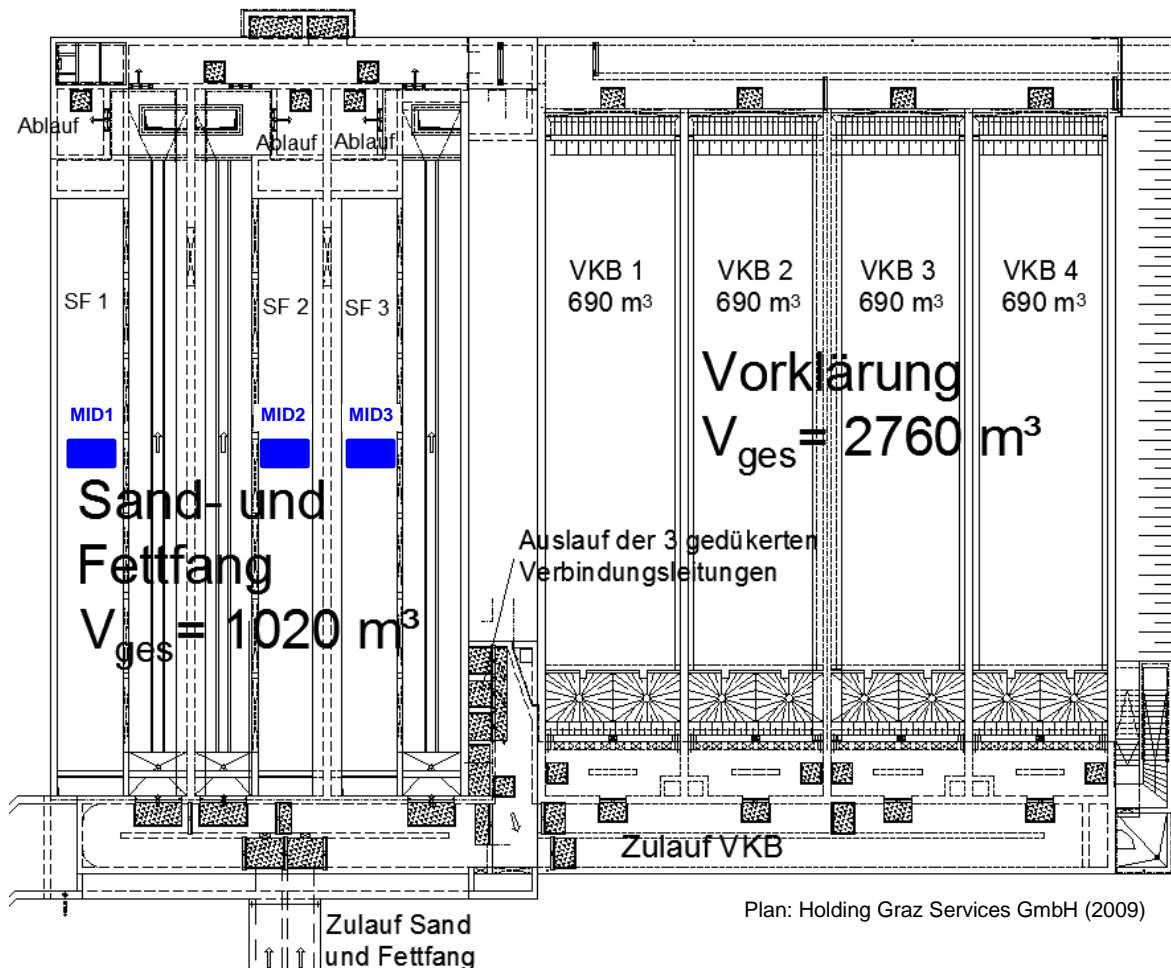 Ablauf
Ablauf
Ablauf
SF 1
SF 2
SF 3
VKB 1
690 m³
VKB 2
690 m³
VKB 3
690 m³
VKB 4
690 m³
MID1
MID2
MID3
Sand- und
Fettfang
Vges= 1020 m³
Vorklärung
Vges= 2760 m³
Auslauf der 3 gedükerten
Verbindungsleitungen
Zulauf VKB
Zulauf Sand
und Fettfang
Plan: Holding Graz Services GmbH (2009)